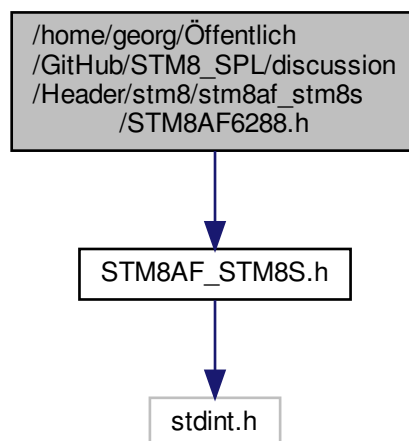 /home/georg/Öffentlich
/GitHub/STM8_SPL/discussion
/Header/stm8/stm8af_stm8s
/STM8AF6288.h
STM8AF_STM8S.h
stdint.h